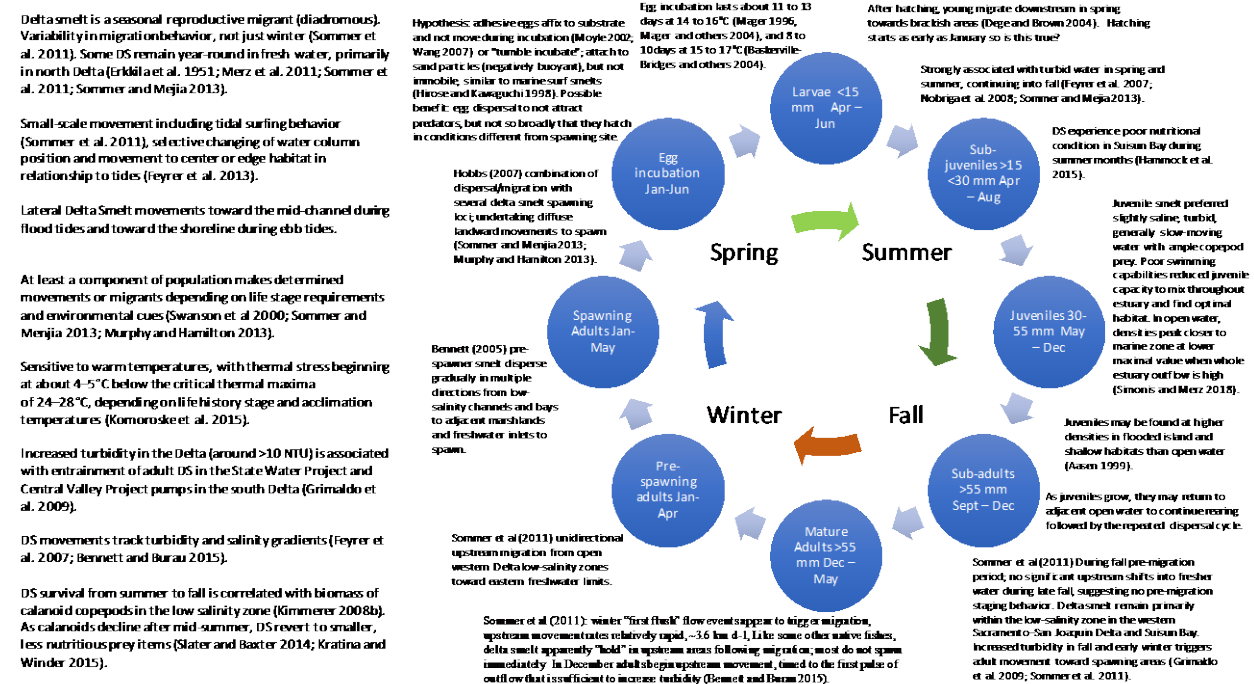 Delta smelt is a seasonal reproductive migrant (diadromous).
Variability in migration behavior, not just winter (Sommer et
al. 2011). Some DS remain year-round in fresh water, primarily
in north Delta (Erkkila et al. 1951; Merz et al. 2011; Sommer et
al. 2011; Sommer and Mejia 2013).
Small-scale movement including tidal surfing behavior
(Sommer et al. 2011), selective changing of water column
position and movement to center or edge habitat in
relationship to tides (Feyrer et al. 2013).
Lateral Delta Smelt movements toward the mid-channel during
flood tides and toward the shoreline during ebb tides.
At least a component of population makes determined
movements or migrants depending on life stage requirements
and environmental cues (Swanson et al 2000; Sommer and
Menjia 2013; Murphy and Hamilton 2013).
Sensitive to warm temperatures, with thermal stress beginning
at about 4–5°C below the critical thermal maxima
of 24–28°C, depending on life history stage and acclimation
temperatures (Komoroske et al. 2015).
Increased turbidity in the Delta (around >10 NTU) is associated
with entrainment of adult DS in the State Water Project and
Central Valley Project pumps in the south Delta (Grimaldo et
al. 2009).
DS movements track turbidity and salinity gradients (Feyrer et
al. 2007; Bennett and Burau 2015).
DS survival from summer to fall is correlated with biomass of
calanoid copepods in the low salinity zone (Kimmerer 2008b).
As calanoids decline after mid-summer, DS revert to smaller,
less nutritious prey items (Slater and Baxter 2014; Kratina and
Winder 2015).
Hypothesis: adhesive eggs affix to substrate
and not move during incubation (Moyle 2002;
Wang 2007) or "tumble incubate"; attach to
sand particles (negatively buoyant), but not
immobile, similar to marine surf smelts
(Hirose and Kawaguchi 1998). Possible
benefit: egg dispersal to not attract
predators, but not so broadly that they hatch
in conditions different from spawning site
Egg incubation lasts about 11 to 13
days at 14 to 16°C (Mager 1996,
Mager and others 2004), and 8 to
10 days at 15 to 17°C (Baskerville-
Bridges and others 2004).
After hatching, young migrate downstream in spring
towards brackish areas (Dege and Brown 2004). Hatching
starts as early as January so is this true?
Strongly associated with turbid water in spring and
summer, continuing into fall (Feyrer et al. 2007;
Nobriga et al. 2008; Sommer and Mejia 2013).
DS experience poor nutritional
condition in Suisun Bay during
summer months (Hammock et al.
2015).
Juvenile smelt preferred
slightly saline, turbid,
generally slow-moving
water with ample copepod
prey. Poor swimming
capabilities reduced juvenile
capacity to mix throughout
estuary and find optimal
habitat. In open water,
densities peak closer to
marine zone at lower
maximal value when whole
estuary outflow is high
(Simonis and Merz 2018).
Juveniles may be found at higher
densities in flooded island and
shallow habitats than open water
(Aasen 1999).
As juveniles grow, they may return to
adjacent open water to continue rearing
followed by the repeated dispersal cycle.
Sommer et al (2011) During fall pre-migration
period; no significant upstream shifts into fresher
water during late fall, suggesting no pre-migration
staging behavior. Delta smelt remain primarily
within the low-salinity zone in the western
Sacramento–San Joaquin Delta and Suisun Bay.
Increased turbidity in fall and early winter triggers
adult movement toward spawning areas (Grimaldo
et al. 2009; Sommer et al. 2011).
Sommer et al (2011): winter "first flush" flow events appear to trigger migration,
upstream movement rates relatively rapid, ~3.6 km d-1, Like some other native fishes,
delta smelt apparently "hold" in upstream areas following migration; most do not spawn
immediately. In December adults begin upstream movement, timed to the first pulse of
outflow that is sufficient to increase turbidity (Bennett and Burau 2015).
Sommer et al (2011) unidirectional
upstream migration from open
western Delta low-salinity zones
toward eastern freshwater limits.
Bennett (2005) pre-
spawner smelt disperse
gradually in multiple
directions from low-
salinity channels and bays
to adjacent marshlands
and freshwater inlets to
spawn.
Hobbs (2007) combination of
dispersal/migration with
several delta smelt spawning
loci; undertaking diffuse
landward movements to spawn
(Sommer and Menjia 2013;
Murphy and Hamilton 2013).
Larvae <15
mm Apr –
Jun
Sub-
juveniles >15
<30 mm Apr
– Aug
Juveniles 30-
55 mm May
– Dec
Sub-adults
>55 mm
Sept – Dec
Mature
Adults >55
mm Dec –
May
Pre-
spawning
adults Jan-
Apr
Spawning
Adults Jan-
May
Egg
incubation
Jan-Jun
Spring
Summer
Fall
Winter